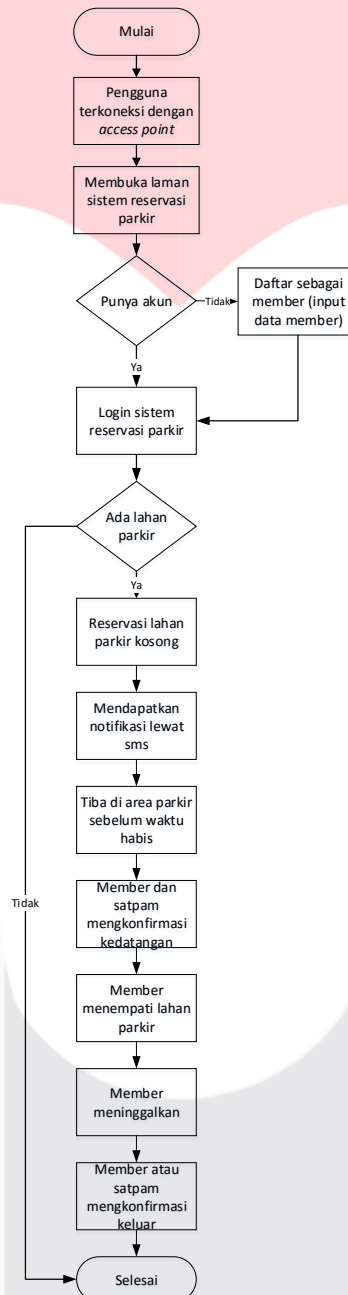 Mulai
Pengguna
terkoneksi dengan
access point
Membuka laman
sistem reservasi
parkir
Punya akun
Tidak
Daftar sebagai
member (input
data member)
Ya
Login sistem
reservasi parkir
Ada lahan
parkir
Ya
Reservasi lahan
parkir kosong
Mendapatkan
notifikasi lewat
sms
Tiba di area parkir
sebelum waktu
habis
Tidak
Member dan
satpam
mengkonfirmasi
kedatangan
Member
menempati lahan
parkir
Member
meninggalkan
Member atau
satpam
mengkonfirmasi
keluar
Selesai